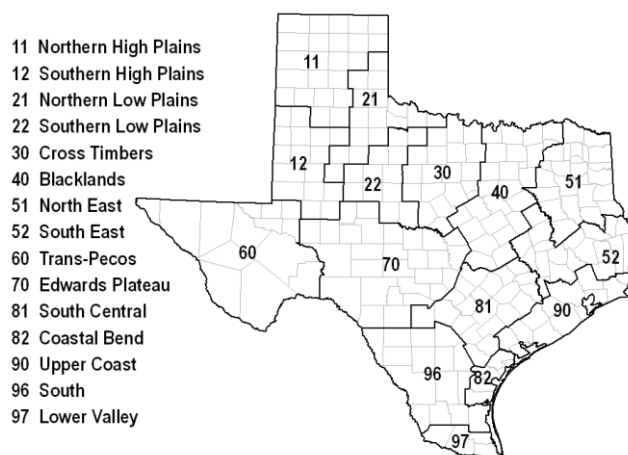 11 Northern High Plains
12 Southern High Plains
21 Northern Low Plains
22 Southern Low Plains
30 Cross Timbers
40 Blacklands
51 North East
52 South East
60 Trans-Pecos
70 Edwards Plateau
81 South Central
82 Coastal Bend
90 Upper Coast
96 South
97 Lower Valley
11
21
12
22
30
40
51
60
70
52
81
90
96
82
97